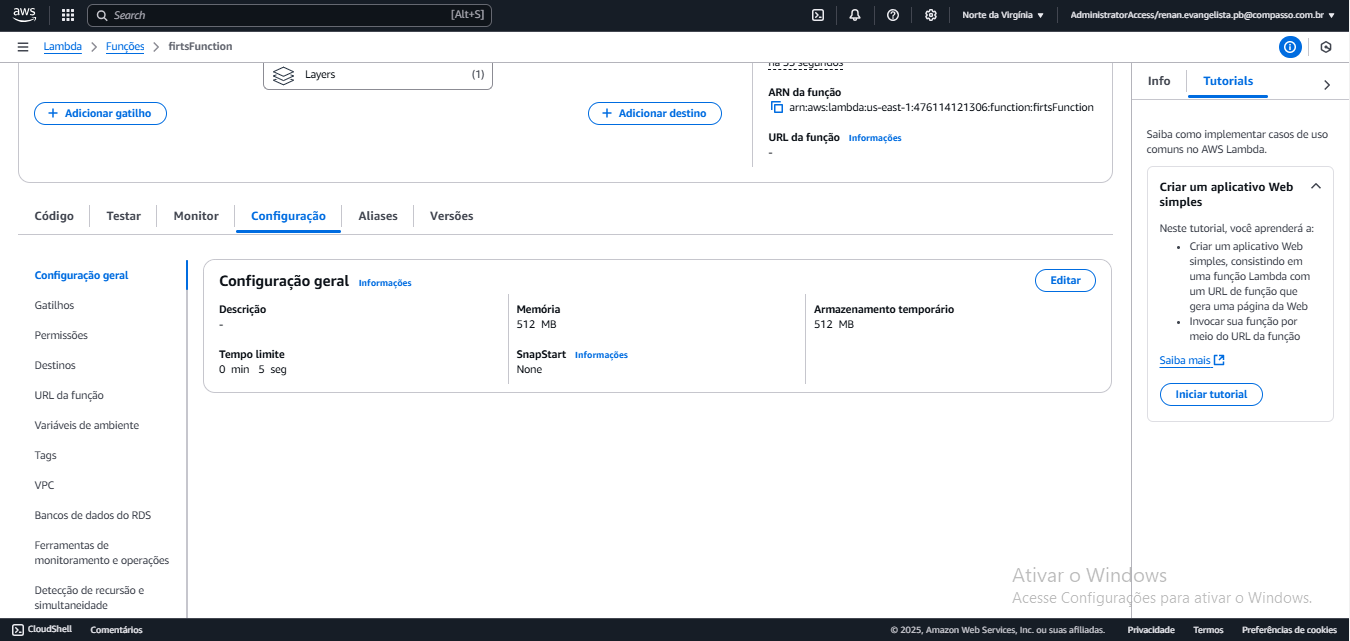 aws
Search
[Alt+S]
Norte da Virgínia
AdministratorAccess/renan.evangelista.pb@compasso.com.br
Lambda
Funções
firtsFunction
Layers
(1)
há 53 segundos
Adicionar gatilho
Adicionar destino
ARN da função
arn:aws:lambda:us-east-1:476114121306:function:firtsFunction
URL da função Informações
-
Código
Testar
Monitor
Configuração
Aliases
Versões
Configuração geral
Gatilhos
Permissões
Destinos
URL da função
Variáveis de ambiente
Tags
VPC
Bancos de dados do RDS
Ferramentas de
monitoramento e operações
Detecção de recursão e
simultaneidade
Configuração geral Informações
Editar
Descrição
-
Tempo limite
0 min 5 seg
Memória
512 MB
SnapStart Informações
None
Armazenamento temporário
512 MB
Info
Tutorials
Saiba como implementar casos de uso
comuns no AWS Lambda.
Criar um aplicativo Web
simples
Neste tutorial, você aprenderá a:
• Criar um aplicativo Web
simples, consistindo em
uma função Lambda com
um URL de função que
gera uma página da Web
• Invocar sua função por
meio do URL da função
Saiba mais
Iniciar tutorial
Ativar o Windows
Acesse Configurações para ativar o Windows.
CloudShell
Comentários
© 2025, Amazon Web Services, Inc. ou suas afiliadas.
Privacidade
Termos
Preferências de cookies